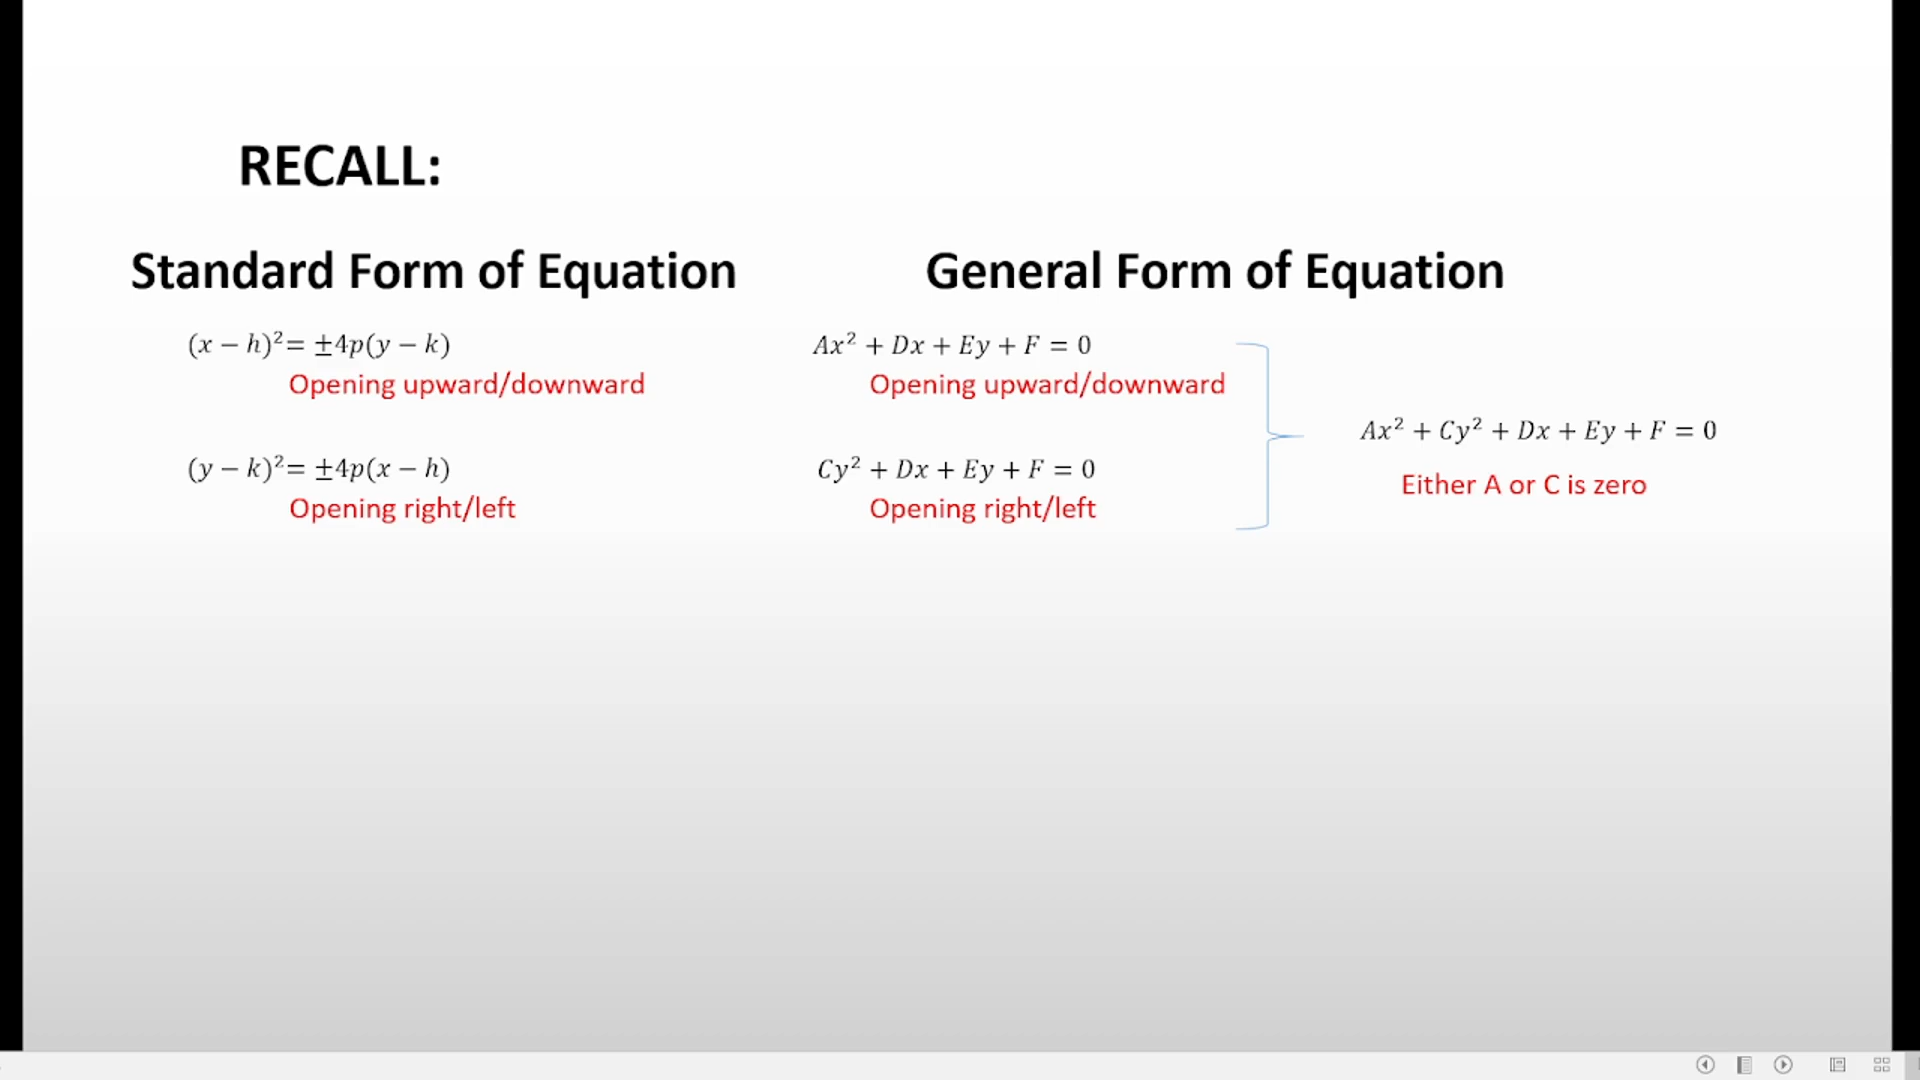 RECALL:
Standard Form of Equation
(x − h)²= ±4p(y − k)
Opening upward/downward
(y − k)²= ±4p(x − h)
Opening right/left
General Form of Equation
Ax² + Dx + Ey + F = 0
Opening upward/downward
Cy² + Dx + Ey + F = 0
Opening right/left
Ax² + Cy² + Dx + Ey + F = 0
Either A or C is zero